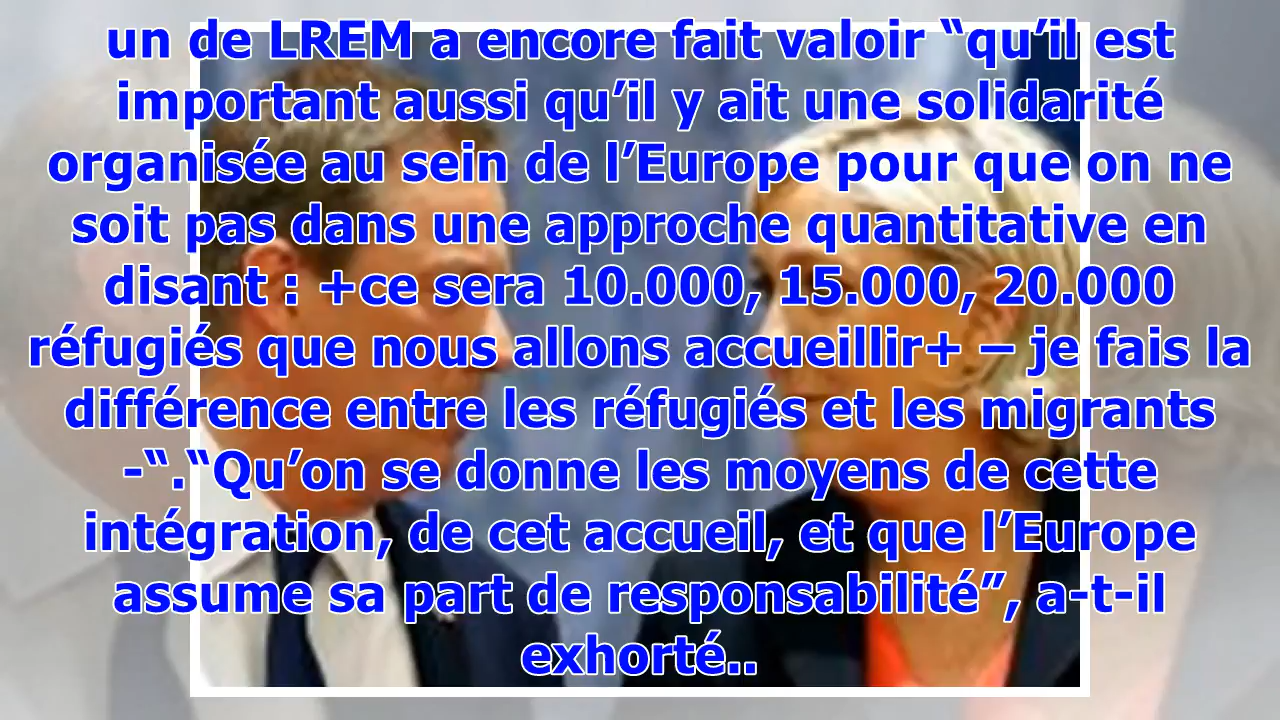 un de LREM a encore fait valoir “qu’il est
important aussi qu’il y ait une solidarité
organisée au sein de l’Europe pour que on ne
soit pas dans une approche quantitative en
disant : +ce sera 10.000, 15.000, 20.000
réfugiés que nous allons accueillir+ – je fais la
différence entre les réfugiés et les migrants
-“.“Qu’on se donne les moyens de cette
intégration, de cet accueil, et que l’Europe
assume sa part de responsabilité”, a-t-il
exhorté..